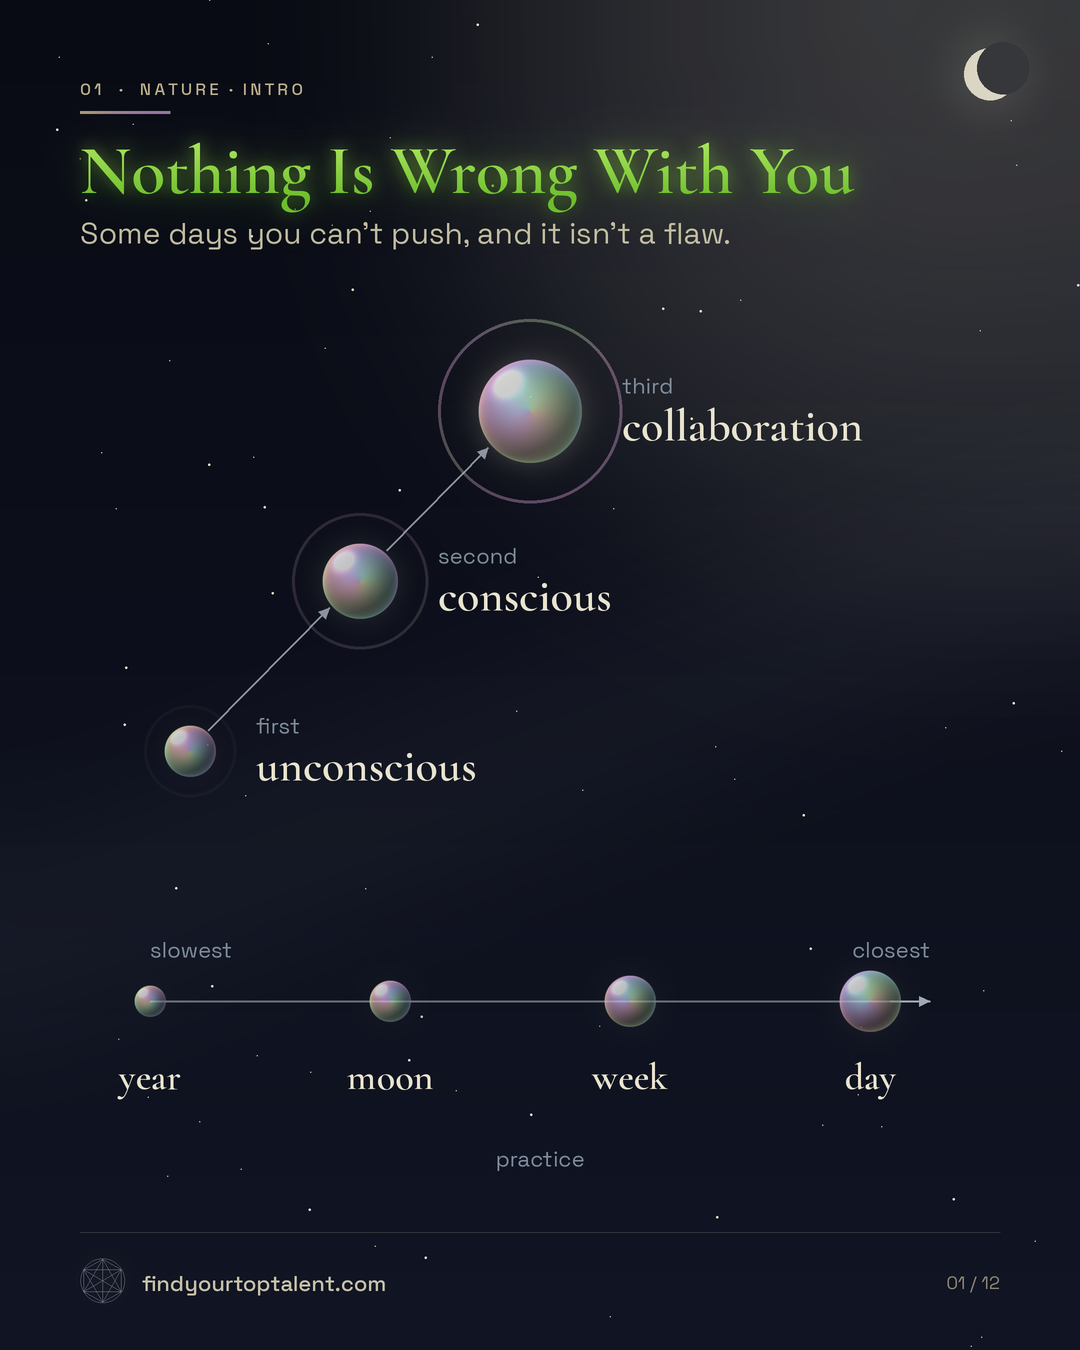 01 · NATURE · INTRO
Nothing Is Wrong With You
Some days you can't push, and it isn't a flaw.
third
collaboration
second
conscious
first
unconscious
slowest
closest
year
moon
week
day
practice
findyourtoptalent.com
01 / 12